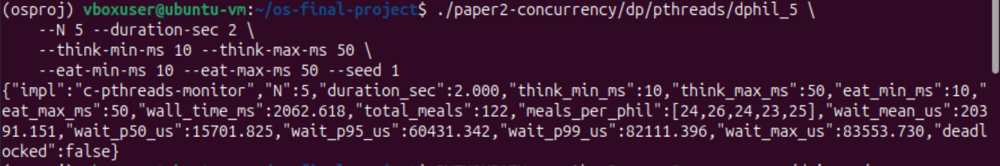 (osproj) vboxuser@ubuntu-vm:~/os-final-project$ ./paper2-concurrency/dp/pthreads/dphil_5 \
    --N 5 --duration-sec 2 \
    --think-min-ms 10 --think-max-ms 50 \
    --eat-min-ms 10 --eat-max-ms 50 --seed 1
{"impl":"c-pthreads-monitor","N":5,"duration_sec":2.000,"think_min_ms":10,"think_max_ms":50,"eat_min_ms":10,"
eat_max_ms":50,"wall_time_ms":2062.618,"total_meals":122,"meals_per_phil":[24,26,24,23,25],"wait_mean_us":203
91.151,"wait_p50_us":15701.825,"wait_p95_us":60431.342,"wait_p99_us":82111.396,"wait_max_us":83553.730,"deadl
ocked":false}